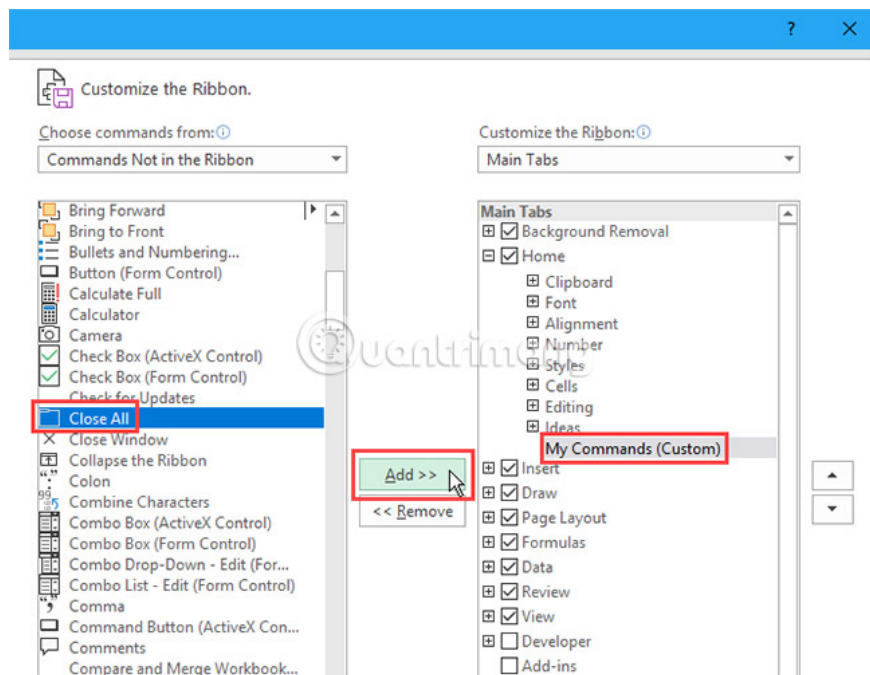 ?
Customize the Ribbon.
Choose commands from:
Commands Not in the Ribbon
Bring Forward
Bring to Front
Bullets and Numbering...
Button (Form Control)
Calculate Full
Calculator
Camera
Check Box (ActiveX Control)
Check Box (Form Control)
Check for Updates
Close All
Close Window
Collapse the Ribbon
Colon
Combine Characters
Combo Box (ActiveX Control)
Combo Box (Form Control)
Combo Drop-Down - Edit (For...
Combo List - Edit (Form Control)
Comma
Command Button (ActiveX Con...
Comments
Compare and Merge Workbook...
Add >>
<< Remove
Customize the Ribbon:
Main Tabs
Main Tabs
Background Removal
Home
Clipboard
Font
Alignment
Number
Styles
Cells
Editing
Ideas
My Commands (Custom)
Insert
Draw
Page Layout
Formulas
Data
Review
View
Developer
Add-ins
Quantrimang